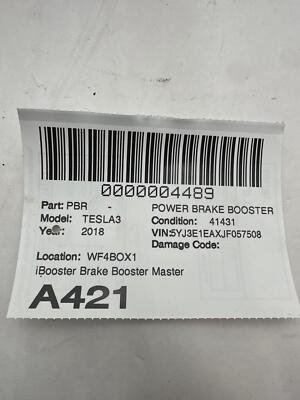 0000004489
Part: PBR - POWER BRAKE BOOSTER
Model: TESLA3 Condition: 41431
Year: 2018 VIN:5YJ3E1EAXJF057508
Damage Code:
Location: WF4BOX1
iBooster Brake Booster Master
A421